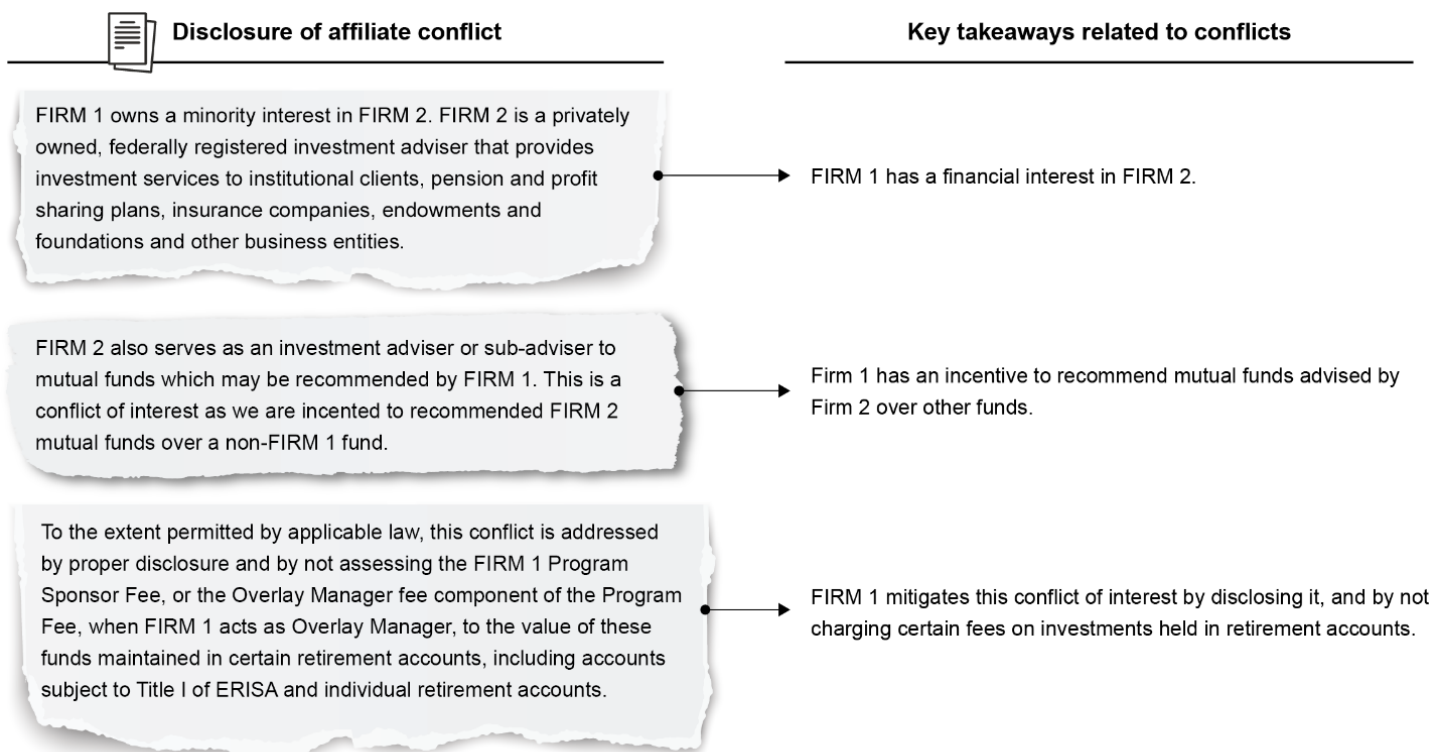 Disclosure of affiliate conflict
Key takeaways related to conflicts
FIRM 1 owns a minority interest in FIRM 2. FIRM 2 is a privately
owned, federally registered investment adviser that provides
investment services to institutional clients, pension and profit
sharing plans, insurance companies, endowments and
foundations and other business entities.
FIRM 1 has a financial interest in FIRM 2.
FIRM 2 also serves as an investment adviser or sub-adviser to
mutual funds which may be recommended by FIRM 1. This is a
conflict of interest as we are incented to recommended FIRM 2
mutual funds over a non-FIRM 1 fund.
Firm 1 has an incentive to recommend mutual funds advised by
Firm 2 over other funds.
To the extent permitted by applicable law, this conflict is addressed
by proper disclosure and by not assessing the FIRM 1 Program
Sponsor Fee, or the Overlay Manager fee component of the Program
Fee, when FIRM 1 acts as Overlay Manager, to the value of these
funds maintained in certain retirement accounts, including accounts
subject to Title I of ERISA and individual retirement accounts.
FIRM 1 mitigates this conflict of interest by disclosing it, and by not
charging certain fees on investments held in retirement accounts.